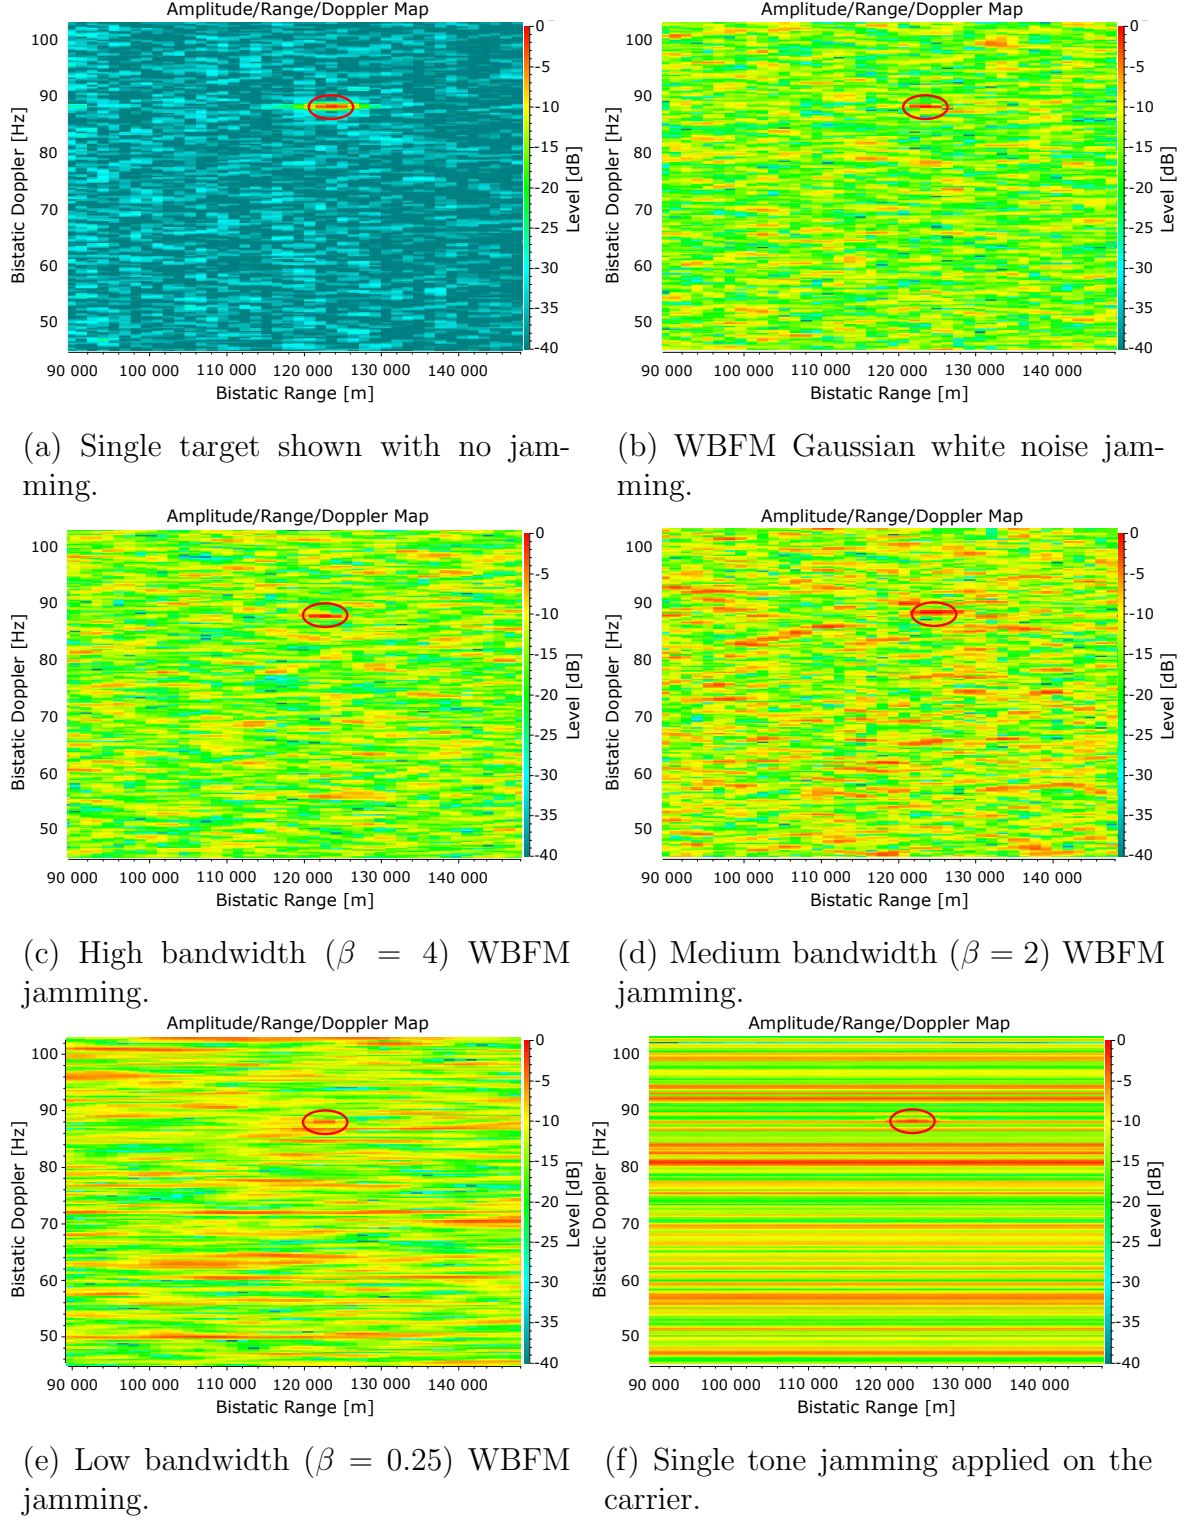 Amplitude/Range/Doppler Map
Bistatic Doppler [Hz]
100
90
80
70
60
50
90 000 100 000 110 000 120 000 130 000 140 000
Bistatic Range [m]
0
-5
-10
-15
-20
-25
-30
-35
-40
Level [dB]
Amplitude/Range/Doppler Map
Bistatic Doppler [Hz]
100
90
80
70
60
50
90 000 100 000 110 000 120 000 130 000 140 000
Bistatic Range [m]
0
-5
-10
-15
-20
-25
-30
-35
-40
Level [dB]
(a) Single target shown with no jam-
ming.
(b) WBFM Gaussian white noise jam-
ming.
Amplitude/Range/Doppler Map
Bistatic Doppler [Hz]
100
90
80
70
60
50
90 000 100 000 110 000 120 000 130 000 140 000
Bistatic Range [m]
0
-5
-10
-15
-20
-25
-30
-35
-40
Level [dB]
Amplitude/Range/Doppler Map
Bistatic Doppler [Hz]
100
90
80
70
60
50
90 000 100 000 110 000 120 000 130 000 140 000
Bistatic Range [m]
0
-5
-10
-15
-20
-25
-30
-35
-40
Level [dB]
(c) High bandwidth (β = 4) WBFM
jamming.
(d) Medium bandwidth (β = 2) WBFM
jamming.
Amplitude/Range/Doppler Map
Bistatic Doppler [Hz]
100
90
80
70
60
50
90 000 100 000 110 000 120 000 130 000 140 000
Bistatic Range [m]
0
-5
-10
-15
-20
-25
-30
-35
-40
Level [dB]
Amplitude/Range/Doppler Map
Bistatic Doppler [Hz]
100
90
80
70
60
50
90 000 100 000 110 000 120 000 130 000 140 000
Bistatic Range [m]
0
-5
-10
-15
-20
-25
-30
-35
-40
Level [dB]
(e) Low bandwidth (β = 0.25) WBFM
jamming.
(f) Single tone jamming applied on the
carrier.